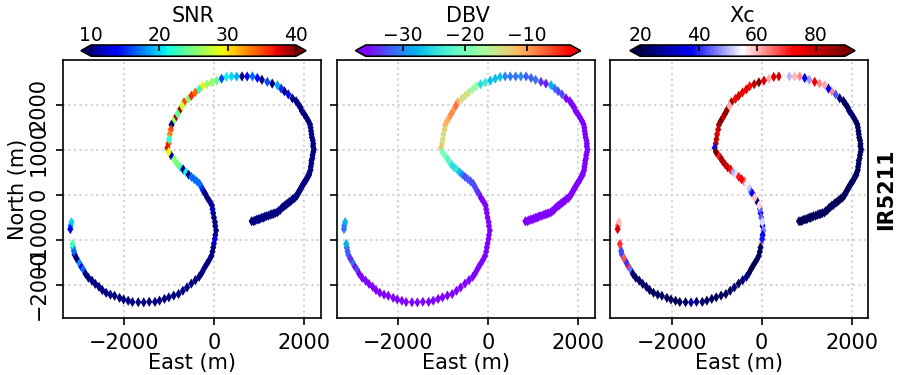 SNR DBV Xc
10 20 30 40 −30 −20 −10 20 40 60 80
North (m)
2000
1000
0
−1000
−2000
IR5211
−2000 0 2000 −2000 0 2000 −2000 0 2000
East (m) East (m) East (m)